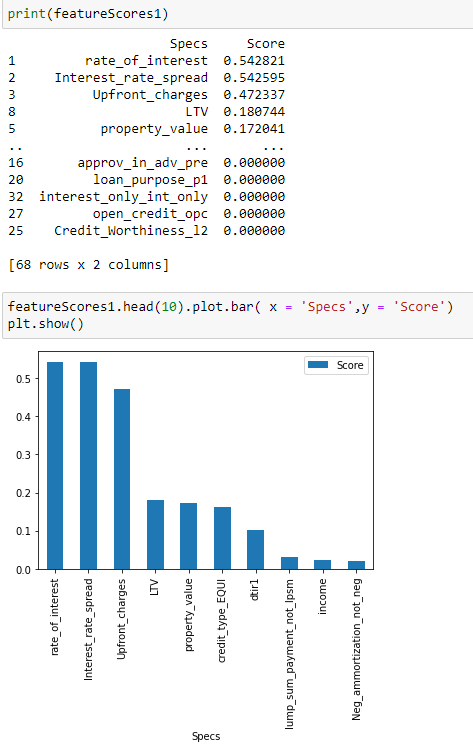 print(featureScores1)
Specs Score
1 rate_of_interest 0.542821
2 Interest_rate_spread 0.542595
3 Upfront_charges 0.472337
8 LTV 0.180744
5 property_value 0.172041
.. ... ...
16 approv_in_adv_pre 0.000000
20 loan_purpose_p1 0.000000
32 interest_only_int_only 0.000000
27 open_credit_opc 0.000000
25 Credit_Worthiness_l2 0.000000
[68 rows x 2 columns]
featureScores1.head(10).plot.bar( x = 'Specs',y = 'Score')
plt.show()
Score
0.5
0.4
0.3
0.2
0.1
0.0
rate_of_interest
Interest_rate_spread
Upfront_charges
LTV
property_value
credit_type_EQUI
dtir1
lump_sum_payment_not_lpsm
income
Neg_ammortization_not_neg
Specs